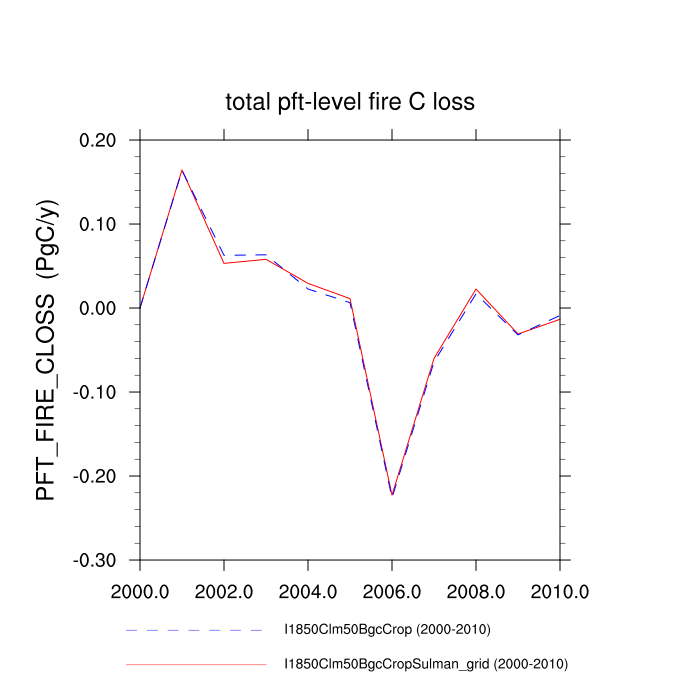 total pft-level fire C loss
PFT_FIRE_CLOSS (PgC/y)
0.20
0.10
0.00
-0.10
-0.20
-0.30
2000.0 2002.0 2004.0 2006.0 2008.0 2010.0
I1850Clm50BgcCrop (2000-2010)
I1850Clm50BgcCropSulman_grid (2000-2010)